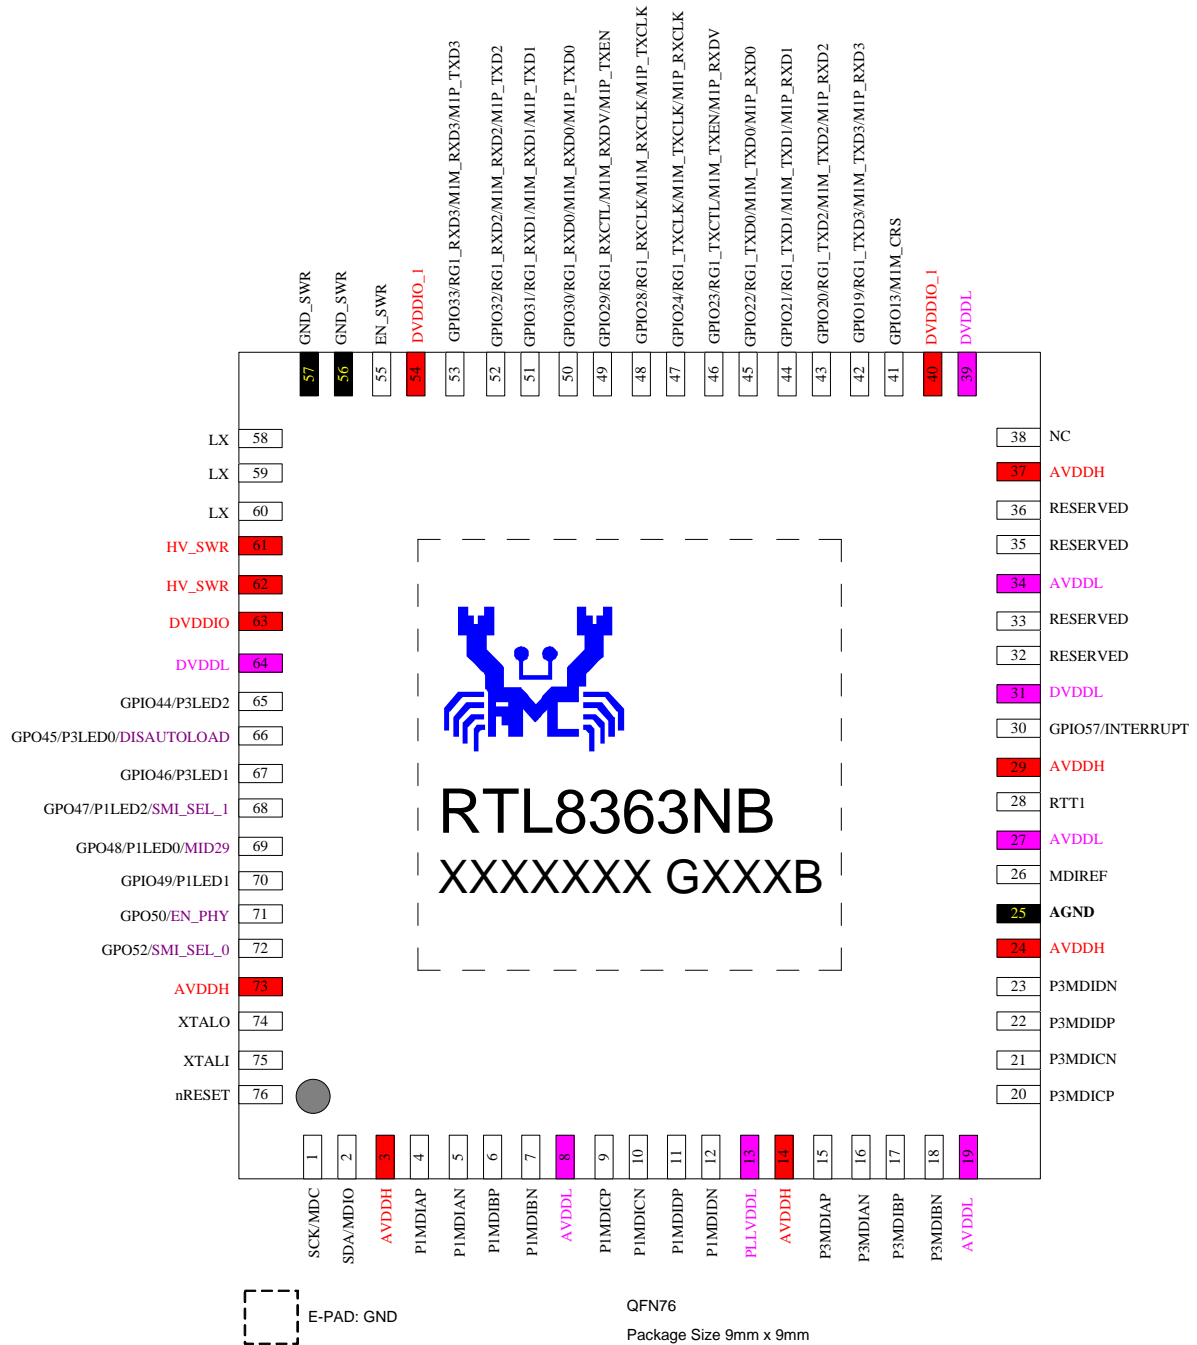 GND_SWR
GND_SWR
EN_SWR
DVDDIO_1
GPIO33/RG1_RXD3/M1M_RXD3/M1P_TXD3
GPIO32/RG1_RXD2/M1M_RXD2/M1P_TXD2
GPIO31/RG1_RXD1/M1M_RXD1/M1P_TXD1
GPIO30/RG1_RXD0/M1M_RXD0/M1P_TXD0
GPIO29/RG1_RXCTL/M1M_RXDV/M1P_TXEN
GPIO28/RG1_RXCLK/M1M_RXCLK/M1P_TXCLK
GPIO24/RG1_TXCLK/M1M_TXCLK/M1P_RXCLK
GPIO23/RG1_TXCTL/M1M_TXEN/M1P_RXDV
GPIO22/RG1_TXD0/M1M_TXD0/M1P_RXD0
GPIO21/RG1_TXD1/M1M_TXD1/M1P_RXD1
GPIO20/RG1_TXD2/M1M_TXD2/M1P_RXD2
GPIO19/RG1_TXD3/M1M_TXD3/M1P_RXD3
GPIO13/M1M_CRS
DVDDIO_1
DVDDL
57 56 55 54 53 52 51 50 49 48 47 46 45 44 43 42 41 40 39
LX 58
LX 59
LX 60
HV_SWR 61
HV_SWR 62
DVDDIO 63
DVDDL 64
GPIO44/P3LED2 65
GPO45/P3LED0/DISAUTOLOAD 66
GPIO46/P3LED1 67
GPO47/P1LED2/SMI_SEL_1 68
GPO48/P1LED0/MID29 69
GPIO49/P1LED1 70
GPO50/EN_PHY 71
GPO52/SMI_SEL_0 72
AVDDH 73
XTALO 74
XTALI 75
nRESET 76
RTL8363NB
XXXXXXX GXXXB
38 NC
37 AVDDH
36 RESERVED
35 RESERVED
34 AVDDL
33 RESERVED
32 RESERVED
31 DVDDL
30 GPIO57/INTERRUPT
29 AVDDH
28 RTT1
27 AVDDL
26 MDIREF
25 AGND
24 AVDDH
23 P3MDIDN
22 P3MDIDP
21 P3MDICN
20 P3MDICP
1 2 3 4 5 6 7 8 9 10 11 12 13 14 15 16 17 18 19
SCK/MDC
SDA/MDIO
AVDDH
P1MDIAP
P1MDIAN
P1MDIBP
P1MDIBN
AVDDL
P1MDICP
P1MDICN
P1MDIDP
P1MDIDN
PLLVDDL
AVDDH
P3MDIAP
P3MDIAN
P3MDIBP
P3MDIBN
AVDDL
E-PAD: GND
QFN76
Package Size 9mm x 9mm